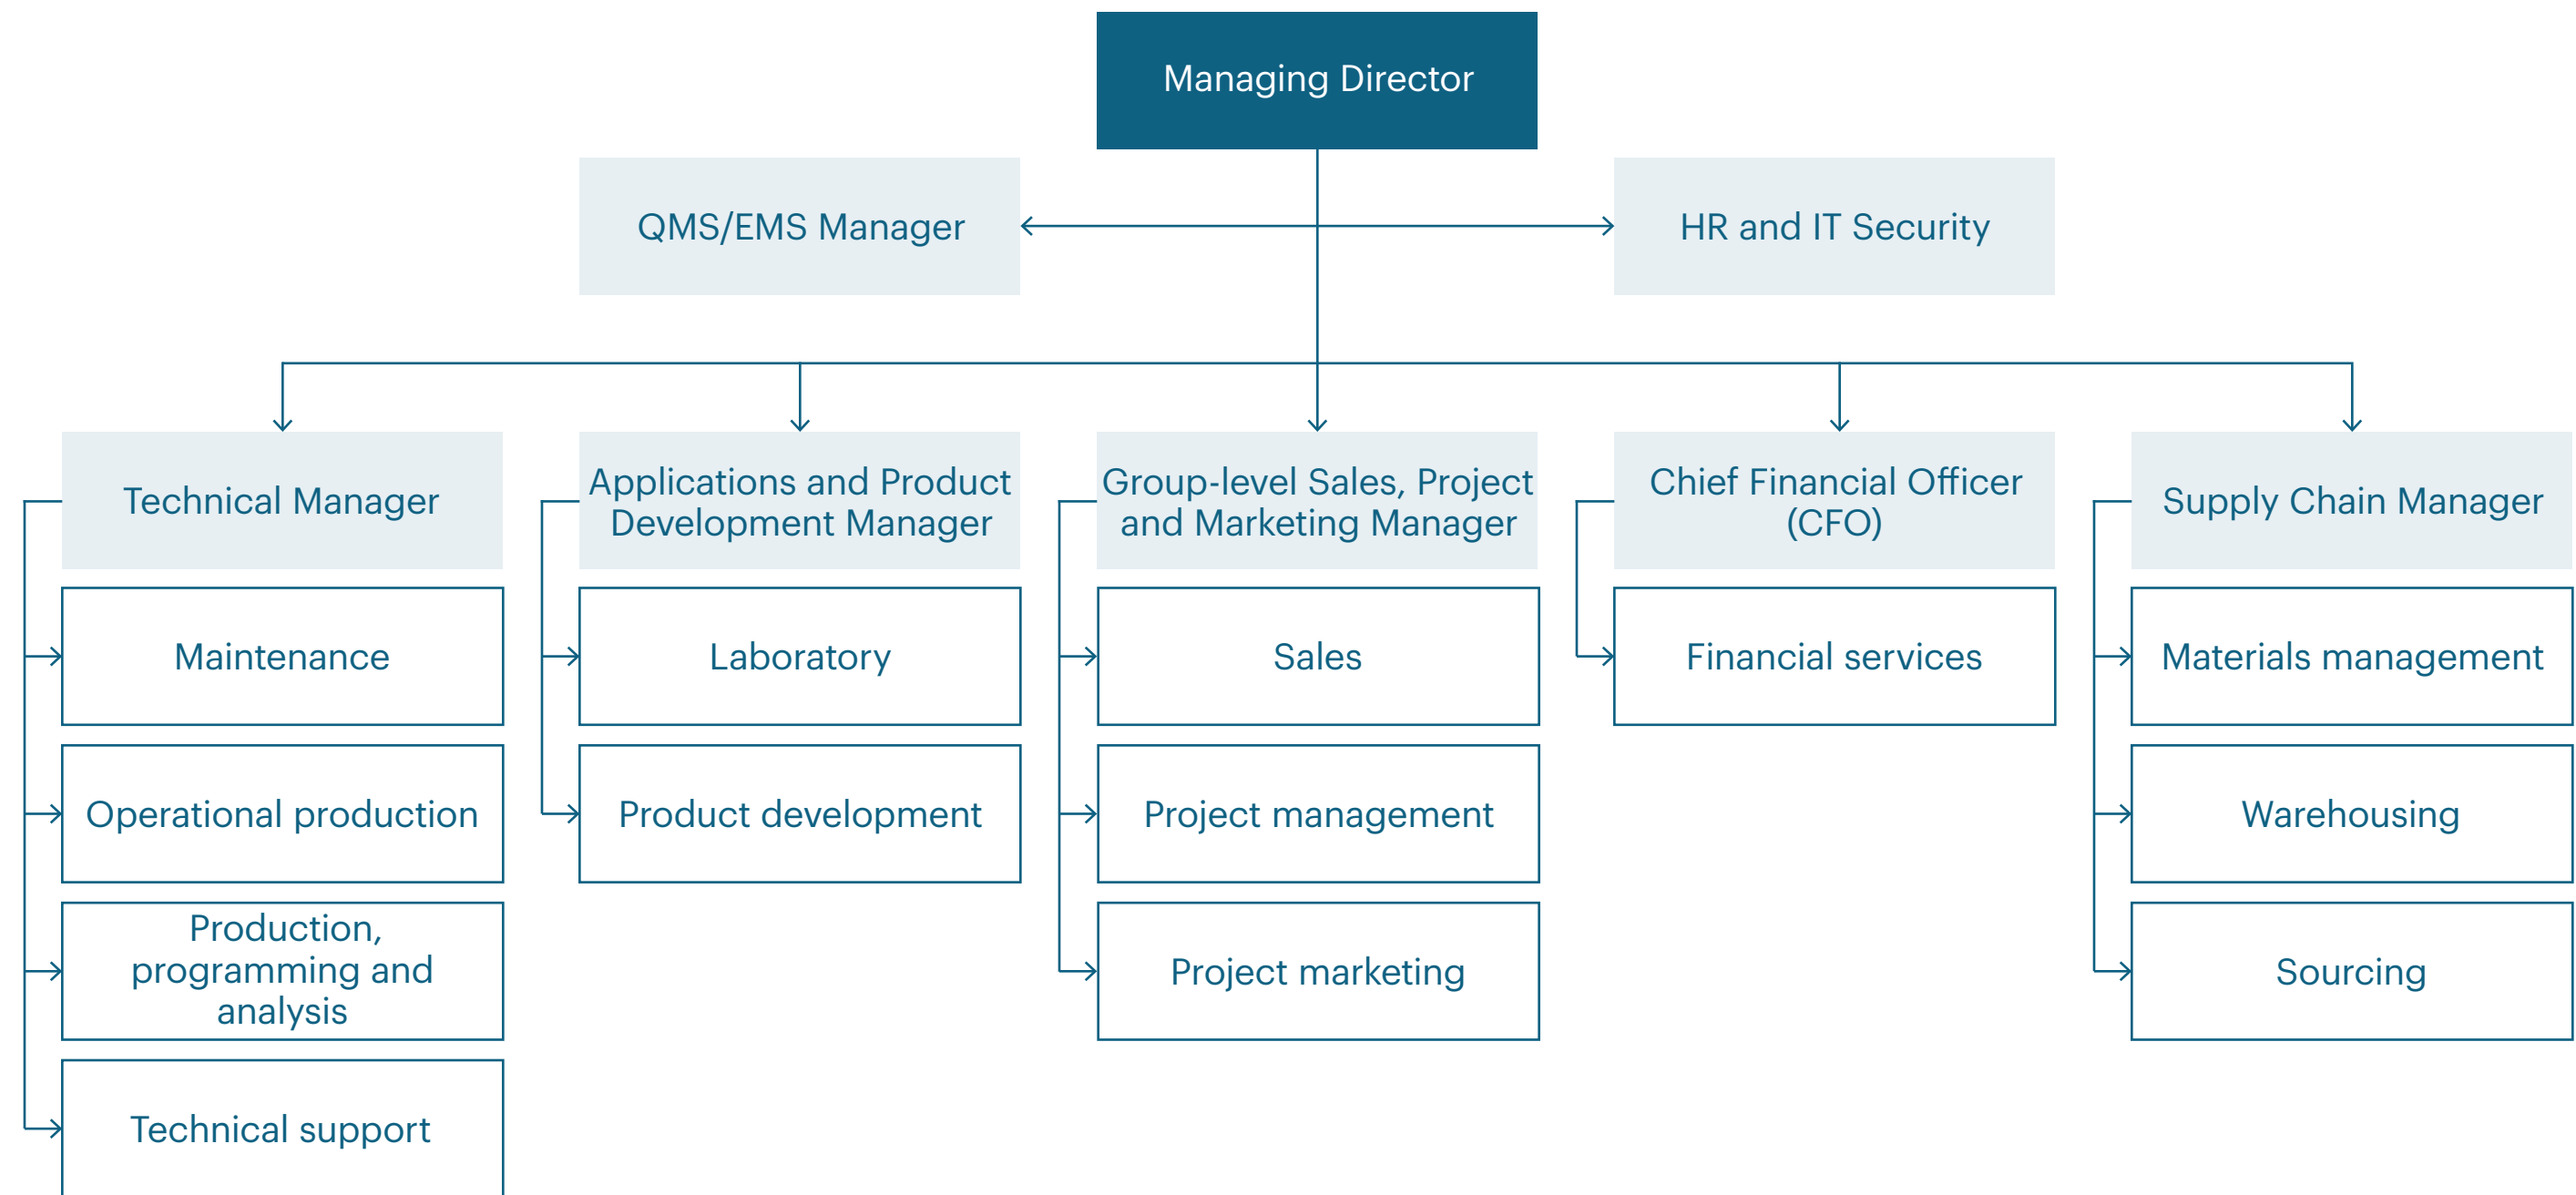 Managing Director
QMS/EMS Manager
HR and IT Security
Technical Manager
Applications and Product
Development Manager
Group-level Sales, Project
and Marketing Manager
Chief Financial Officer
(CFO)
Supply Chain Manager
Maintenance
Laboratory
Sales
Financial services
Materials management
Operational production
Product development
Project management
Warehousing
Production,
programming and
analysis
Project marketing
Sourcing
Technical support